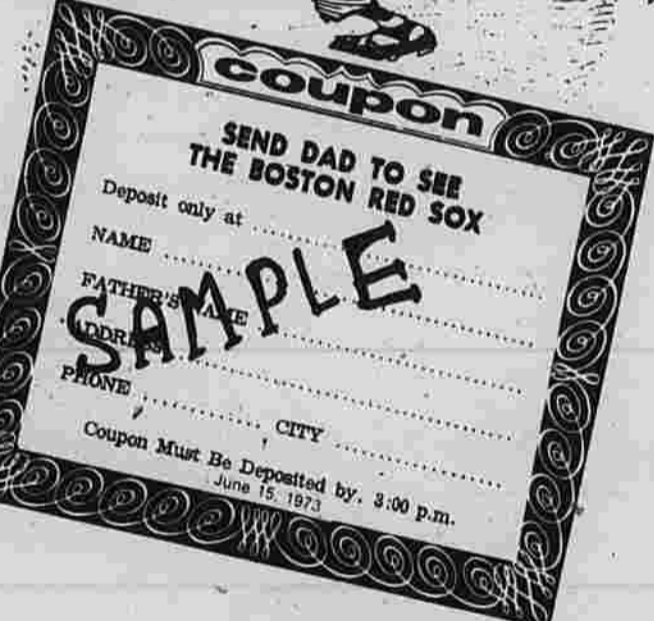 coupon
SEND DAD TO SEE
THE BOSTON RED SOX
Deposit only at ..............................
NAME ..............................
FATHER'S NAME ..............................
ADDRESS ..............................
PHONE .............. CITY ....................
Coupon Must Be Deposited by. 3:00 p.m.
June 15, 1973
SAMPLE